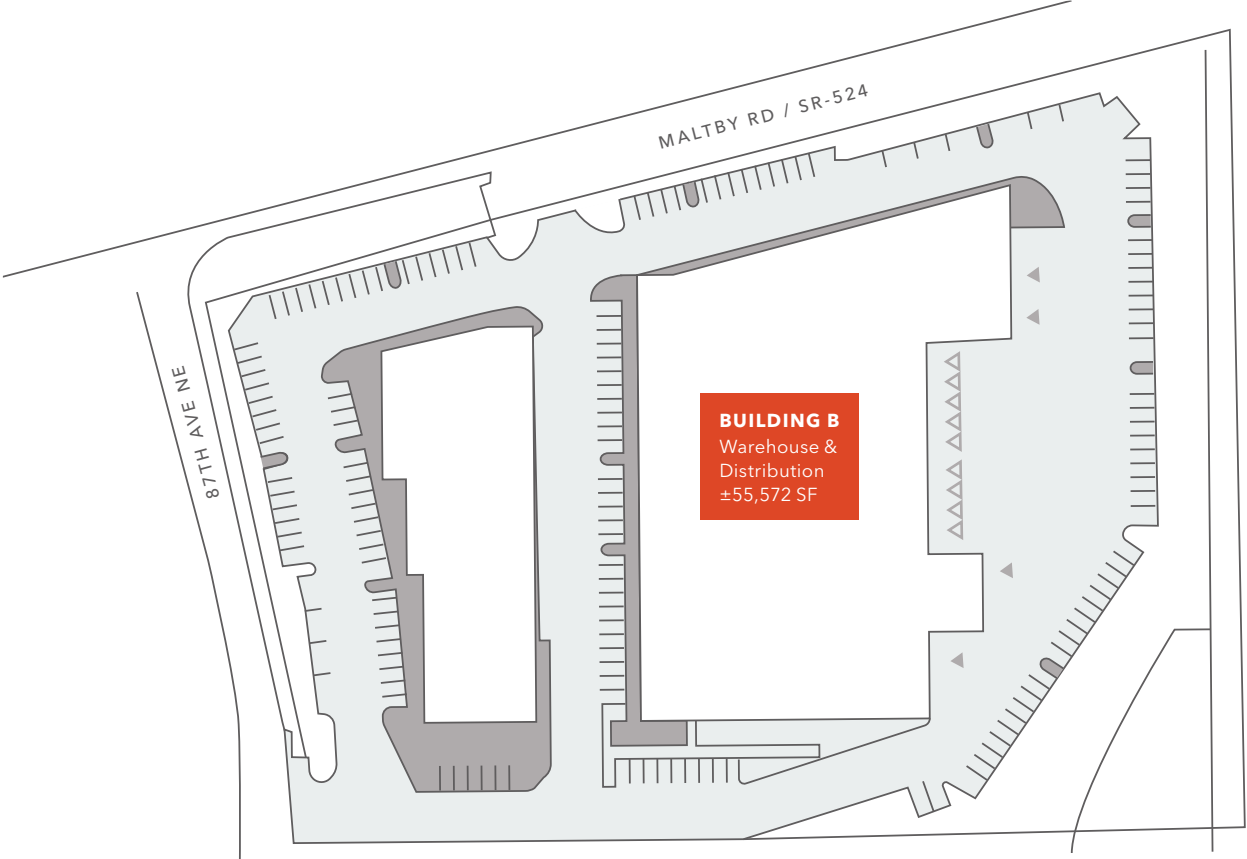 MALTBY RD / SR-524
87TH AVE NE
BUILDING B
Warehouse &
Distribution
±55,572 SF